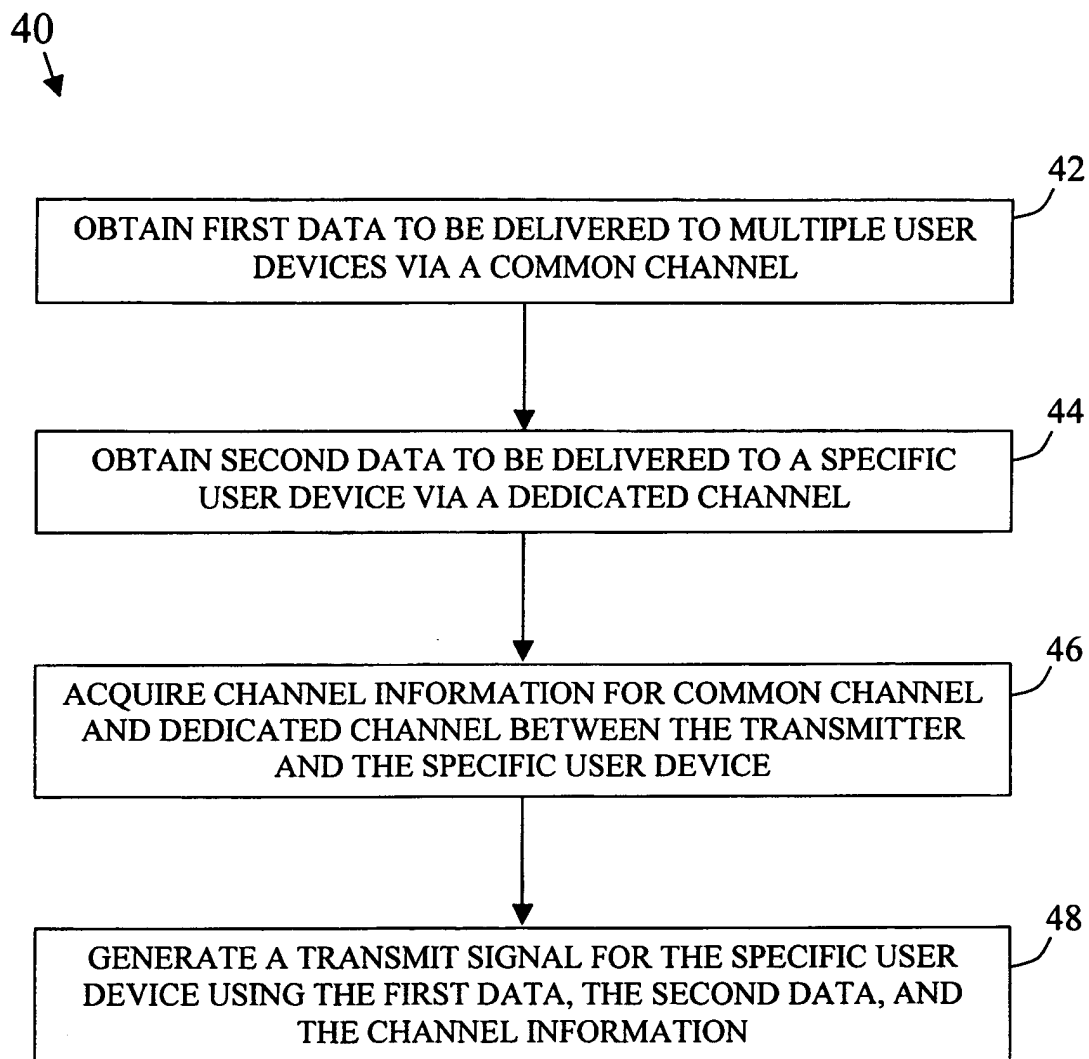 40
42
OBTAIN FIRST DATA TO BE DELIVERED TO MULTIPLE USER
DEVICES VIA A COMMON CHANNEL
44
OBTAIN SECOND DATA TO BE DELIVERED TO A SPECIFIC
USER DEVICE VIA A DEDICATED CHANNEL
46
ACQUIRE CHANNEL INFORMATION FOR COMMON CHANNEL
AND DEDICATED CHANNEL BETWEEN THE TRANSMITTER
AND THE SPECIFIC USER DEVICE
48
GENERATE A TRANSMIT SIGNAL FOR THE SPECIFIC USER
DEVICE USING THE FIRST DATA, THE SECOND DATA, AND
THE CHANNEL INFORMATION